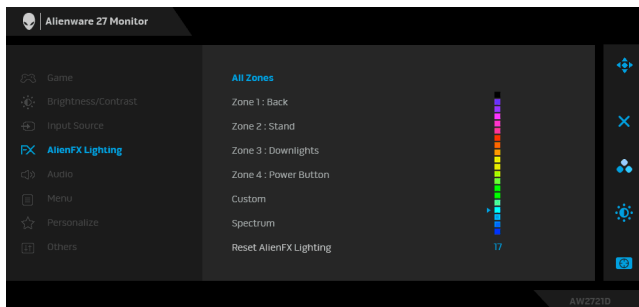 Alienware 27 Monitor
Game
Brightness/Contrast
Input Source
AlienFX Lighting
Audio
Menu
Personalize
Others
All Zones
Zone 1 : Back
Zone 2 : Stand
Zone 3 : Downlights
Zone 4 : Power Button
Custom
Spectrum
Reset AlienFX Lighting
17
AW2721D